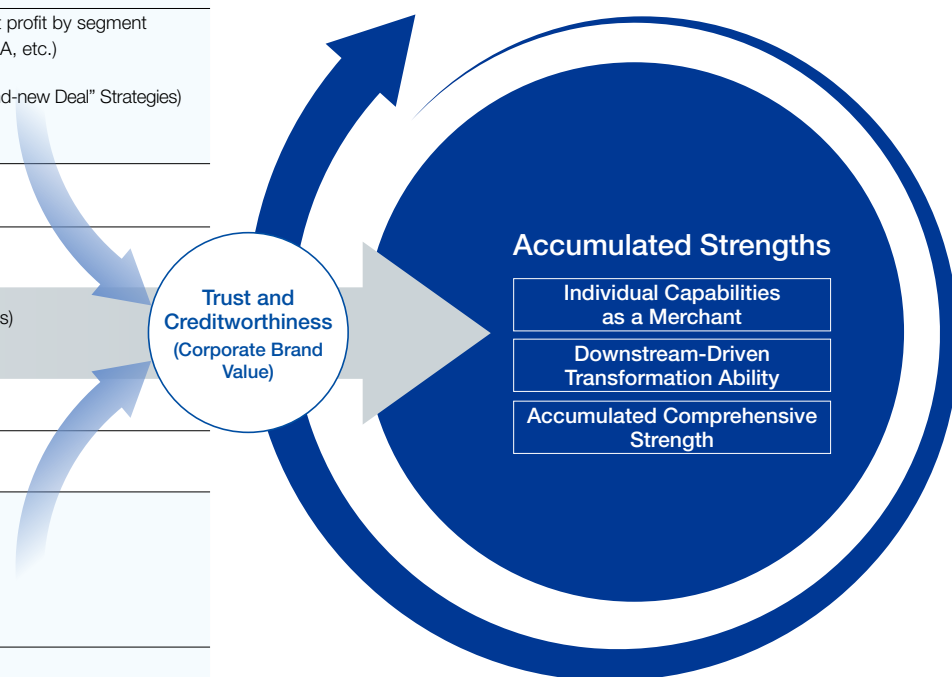 t profit by segment
A, etc.)
d-new Deal” Strategies)
s)
Trust and
Creditworthiness
(Corporate Brand
Value)
Accumulated Strengths
Individual Capabilities
as a Merchant
Downstream-Driven
Transformation Ability
Accumulated Comprehensive
Strength